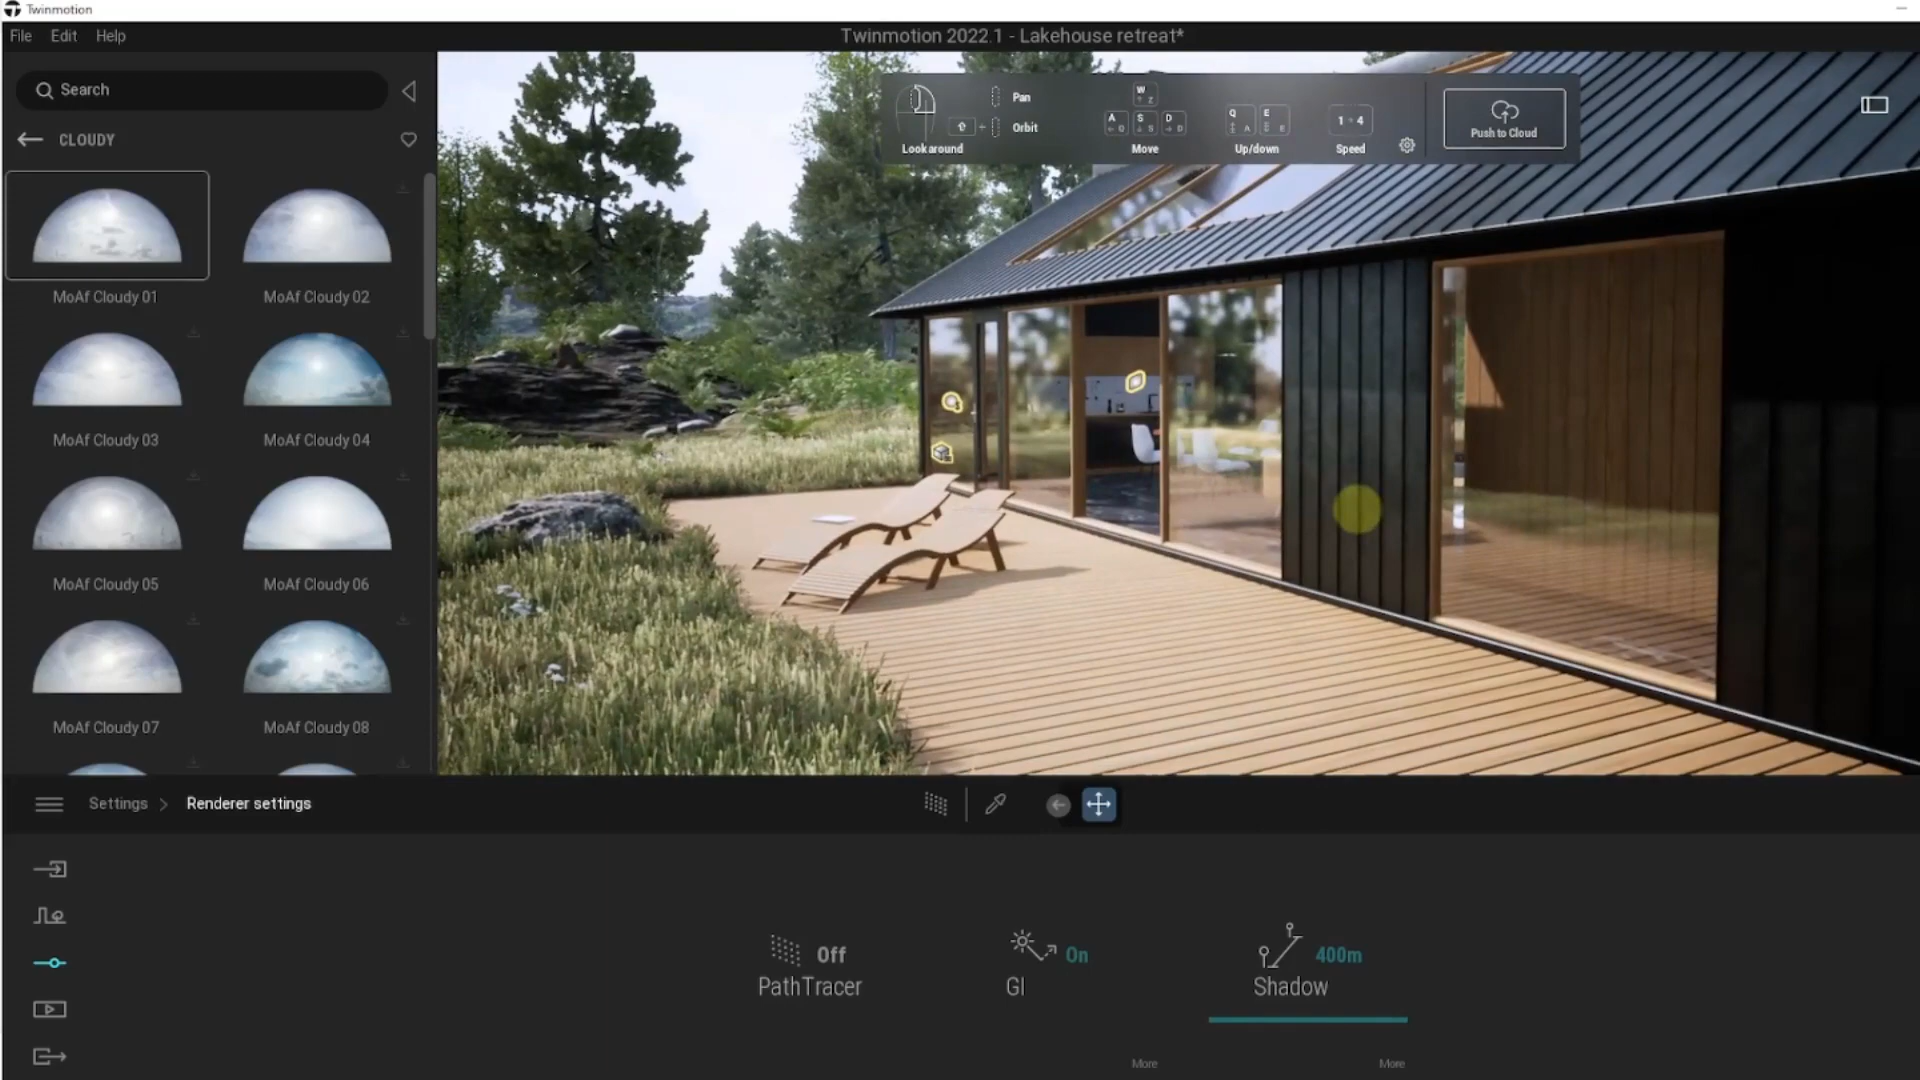 Twinmotion
File Edit Help
Twinmotion 2022.1 - Lakehouse retreat*
Search
CLOUDY
MoAf Cloudy 01
MoAf Cloudy 02
MoAf Cloudy 03
MoAf Cloudy 04
MoAf Cloudy 05
MoAf Cloudy 06
MoAf Cloudy 07
MoAf Cloudy 08
Pan
Orbit
Look around
W
Z
A S D
Q S D
Move
Q E
A E
Up/down
1 - 4
Speed
Push to Cloud
Settings > Renderer settings
Off
PathTracer
On
GI
400m
Shadow
More
More